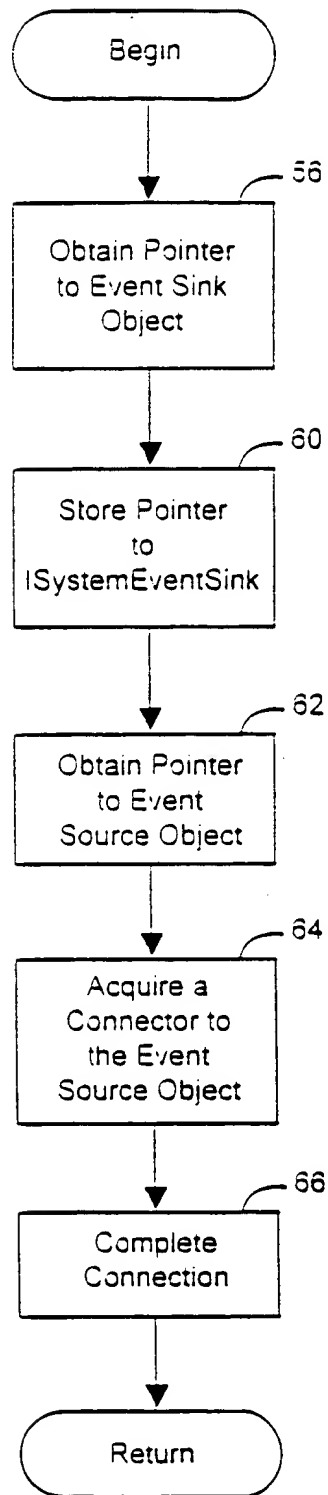 Begin
56
Obtain Pointer
to Event Sink
Object
60
Store Pointer
to
ISystemEventSink
62
Obtain Pointer
to Event
Source Object
64
Acquire a
Connector to
the Event
Source Object
66
Complete
Connection
Return